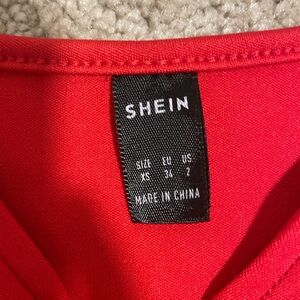 SHEIN
SIZE EU US
XS 34 2
MADE IN CHINA